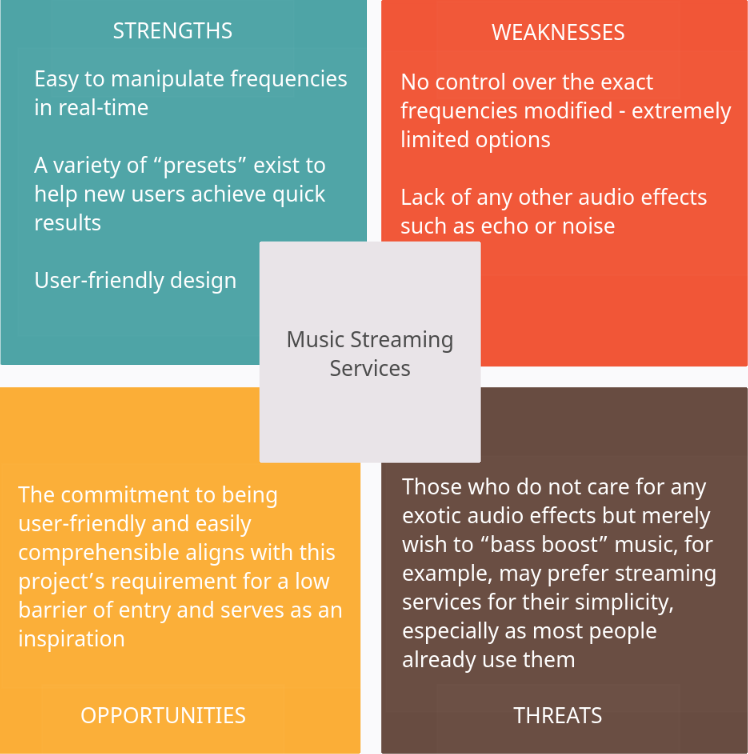 STRENGTHS
Easy to manipulate frequencies
in real-time
A variety of “presets” exist to
help new users achieve quick
results
User-friendly design
WEAKNESSES
No control over the exact
frequencies modified - extremely
limited options
Lack of any other audio effects
such as echo or noise
Music Streaming
Services
The commitment to being
user-friendly and easily
comprehensible aligns with this
project’s requirement for a low
barrier of entry and serves as an
inspiration
OPPORTUNITIES
Those who do not care for any
exotic audio effects but merely
wish to “bass boost” music, for
example, may prefer streaming
services for their simplicity,
especially as most people
already use them
THREATS